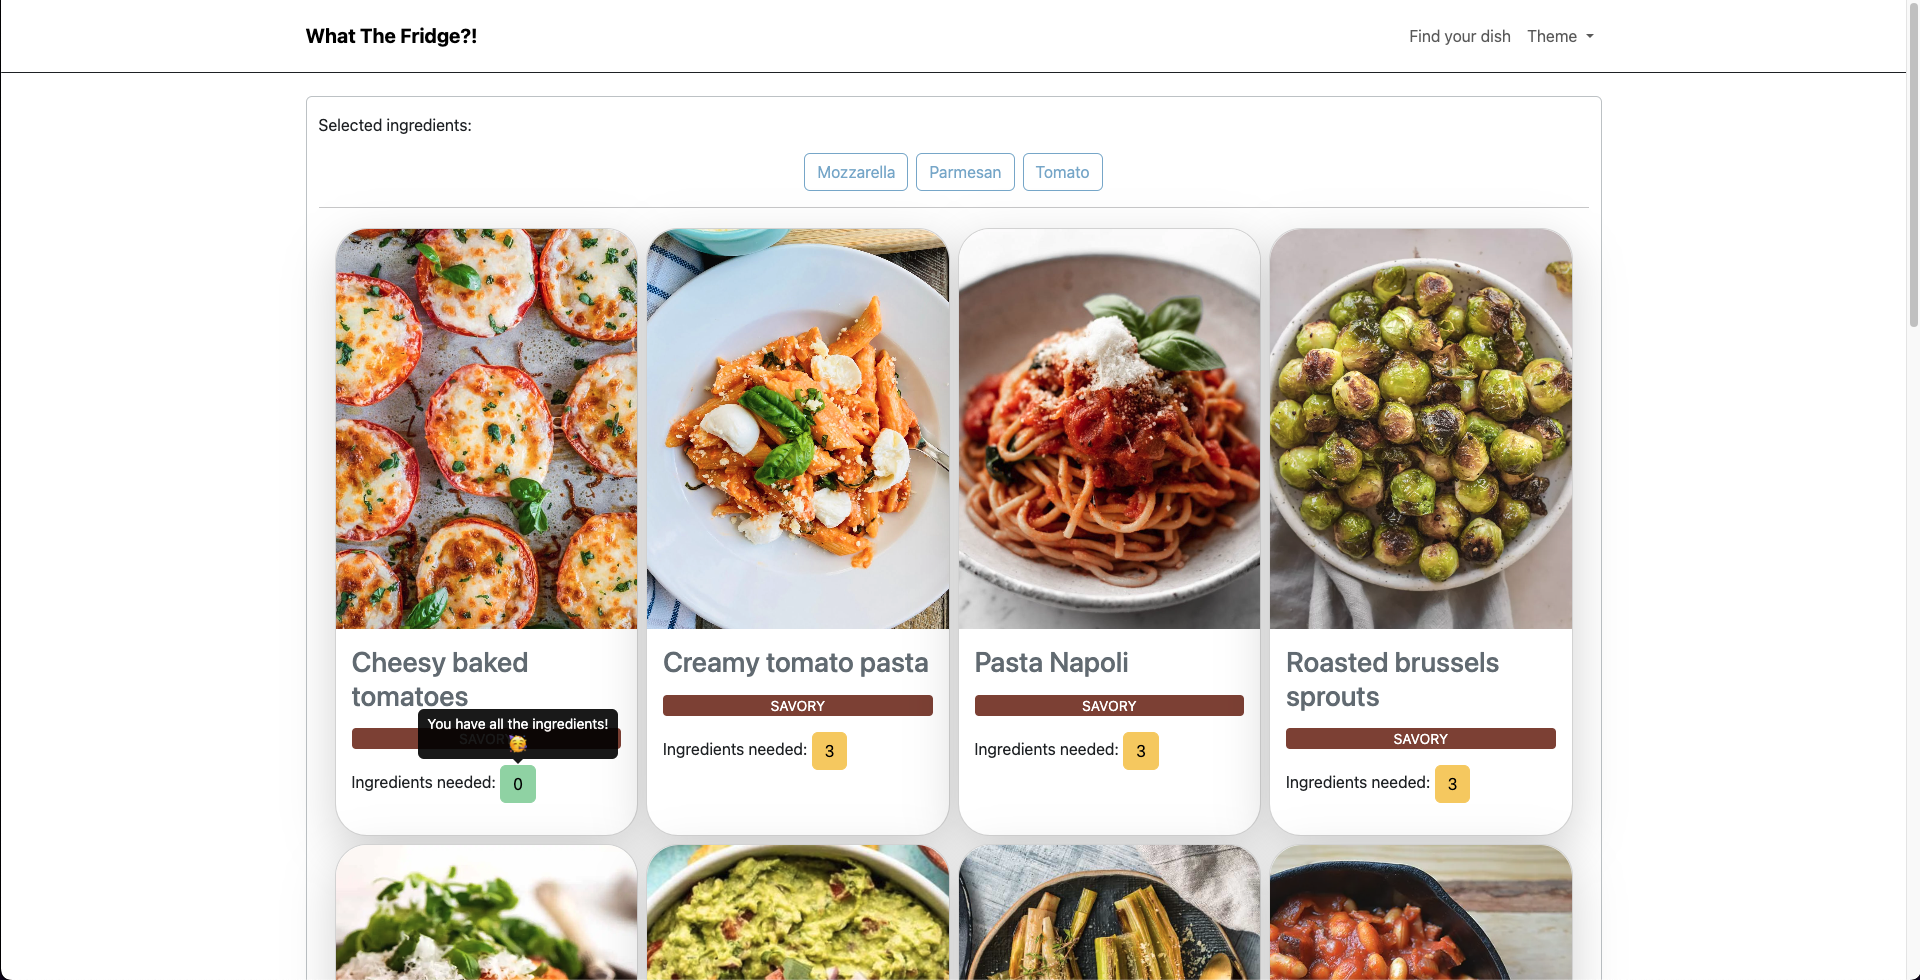 What The Fridge?!
Find your dish
Theme
Selected ingredients:
Mozzarella
Parmesan
Tomato
Cheesy baked
tomatoes
You have all the ingredients!
🥳
SAVORY
Ingredients needed: 0
Creamy tomato pasta
SAVORY
Ingredients needed: 3
Pasta Napoli
SAVORY
Ingredients needed: 3
Roasted brussels
sprouts
SAVORY
Ingredients needed: 3